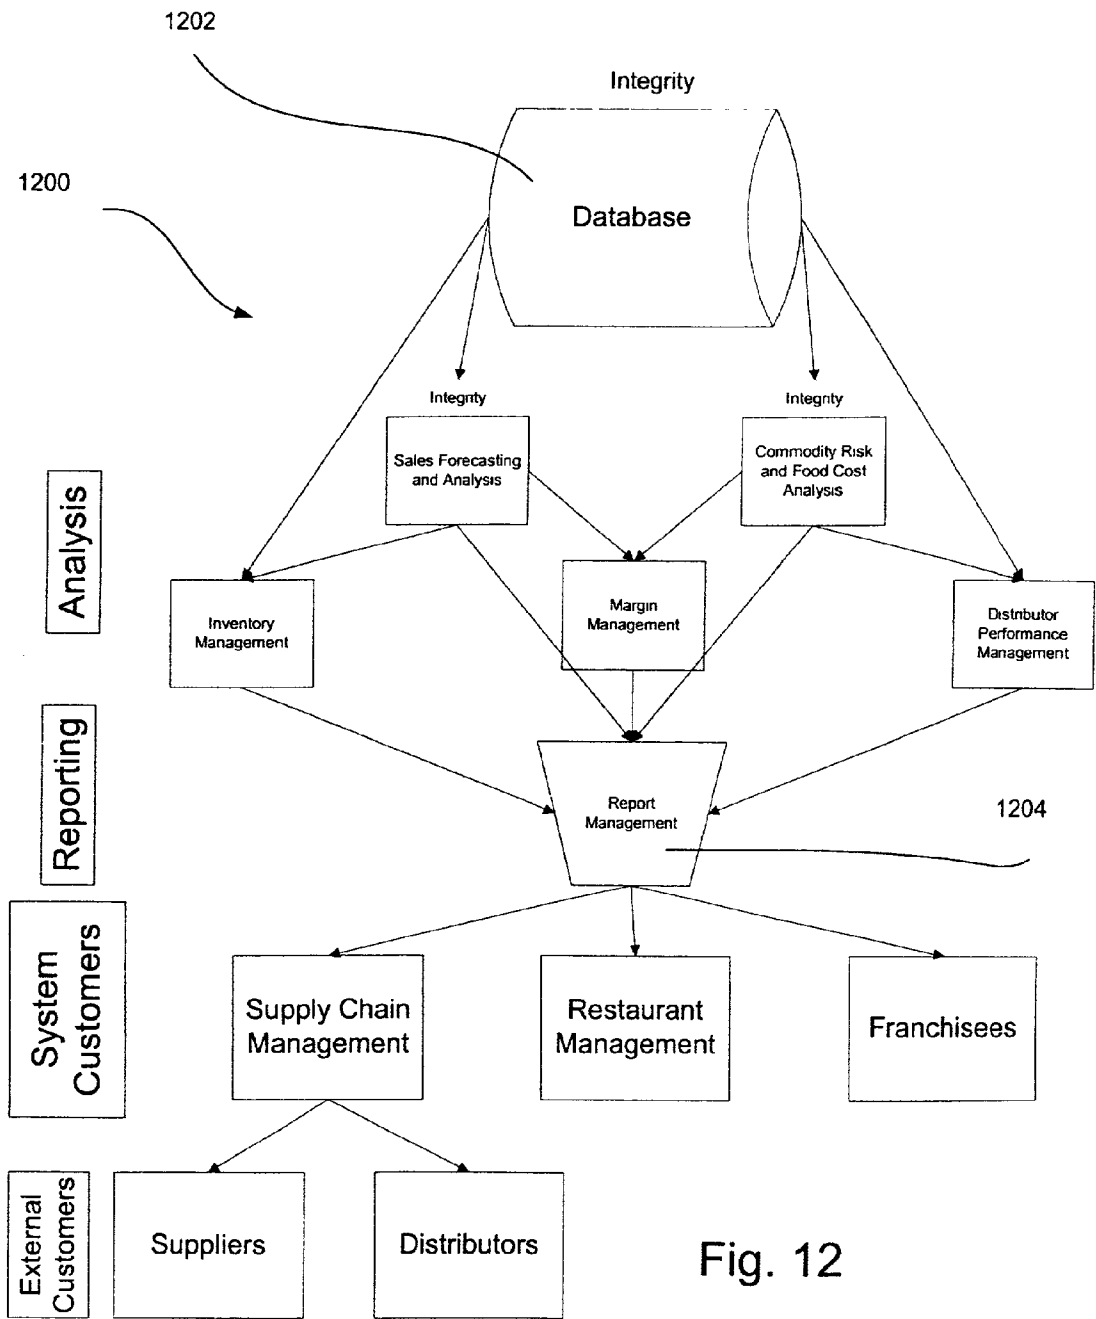 1202
Integrity
1200
Database
Integrity
Integrity
Sales Forecasting
and Analysis
Commodity Risk
and Food Cost
Analysis
Analysis
Inventory
Management
Margin
Management
Distributor
Performance
Management
Reporting
Report
Management
1204
System
Customers
Supply Chain
Management
Restaurant
Management
Franchisees
External
Customers
Suppliers
Distributors
Fig. 12